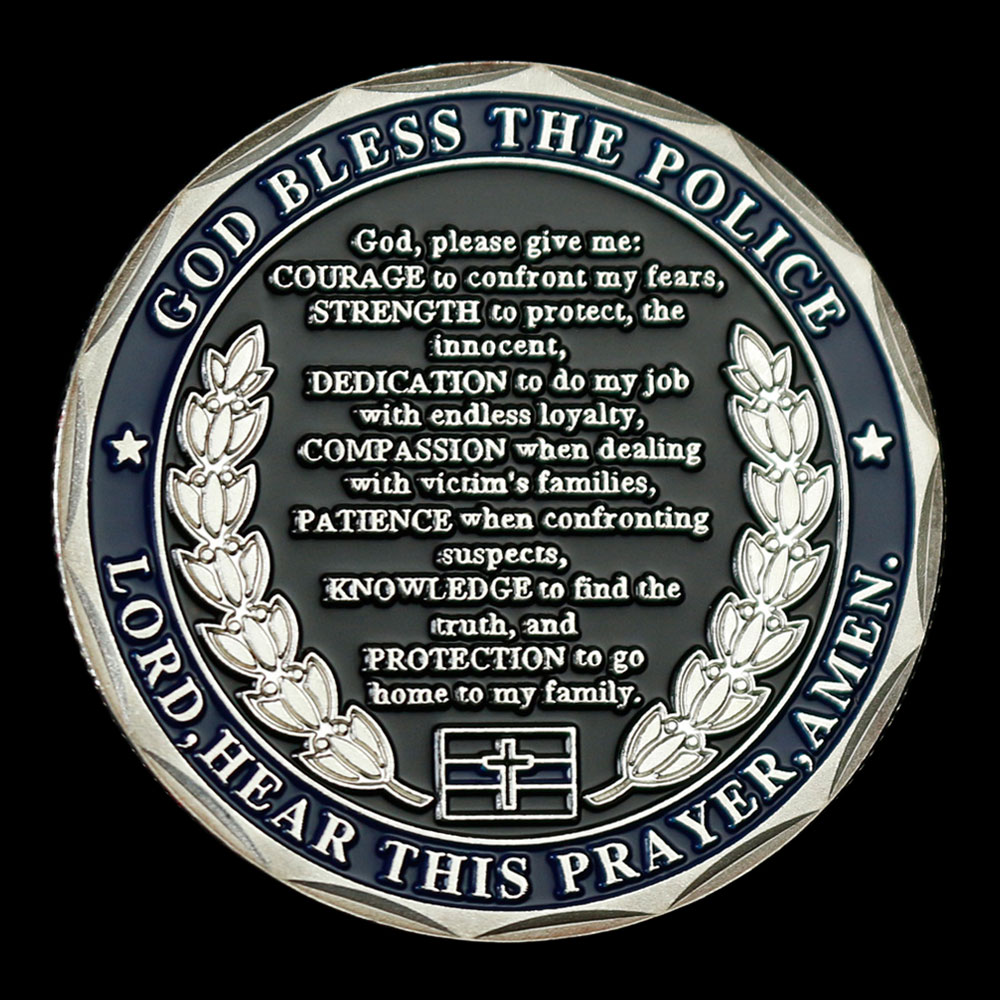 GOD BLESS THE POLICE
God, please give me:
COURAGE to confront my fears,
STRENGTH to protect, the
innocent,
DEDICATION to do my job
with endless loyalty,
COMPASSION when dealing
with victim's families,
PATIENCE when confronting
suspects,
KNOWLEDGE to find the
truth, and
PROTECTION to go
home to my family.
LORD, HEAR THIS PRAYER, AMEN.